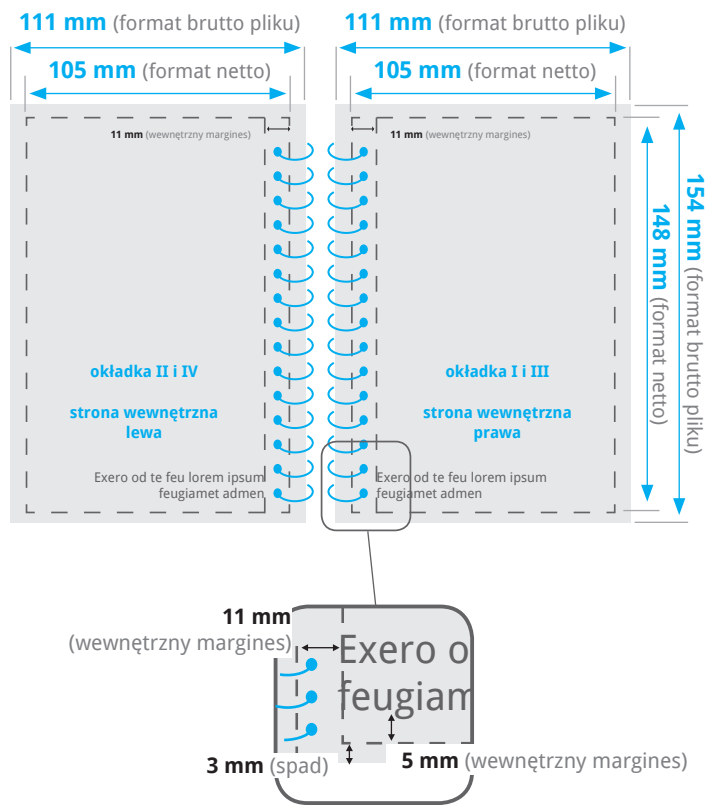 111 mm (format brutto pliku)
111 mm (format brutto pliku)
105 mm (format netto)
105 mm (format netto)
11 mm (wewnętrzny margines)
11 mm (wewnętrzny margines)
154 mm (format brutto pliku)
148 mm (format netto)
okładka II i IV
strona wewnętrzna
lewa
okładka I i III
strona wewnętrzna
prawa
Exero od te feu lorem ipsum
feugiamet admen
Exero od te feu lorem ipsum
feugiamet admen
11 mm
(wewnętrzny margines)
Exero o
feugiam
3 mm (spad)
5 mm (wewnętrzny margines)